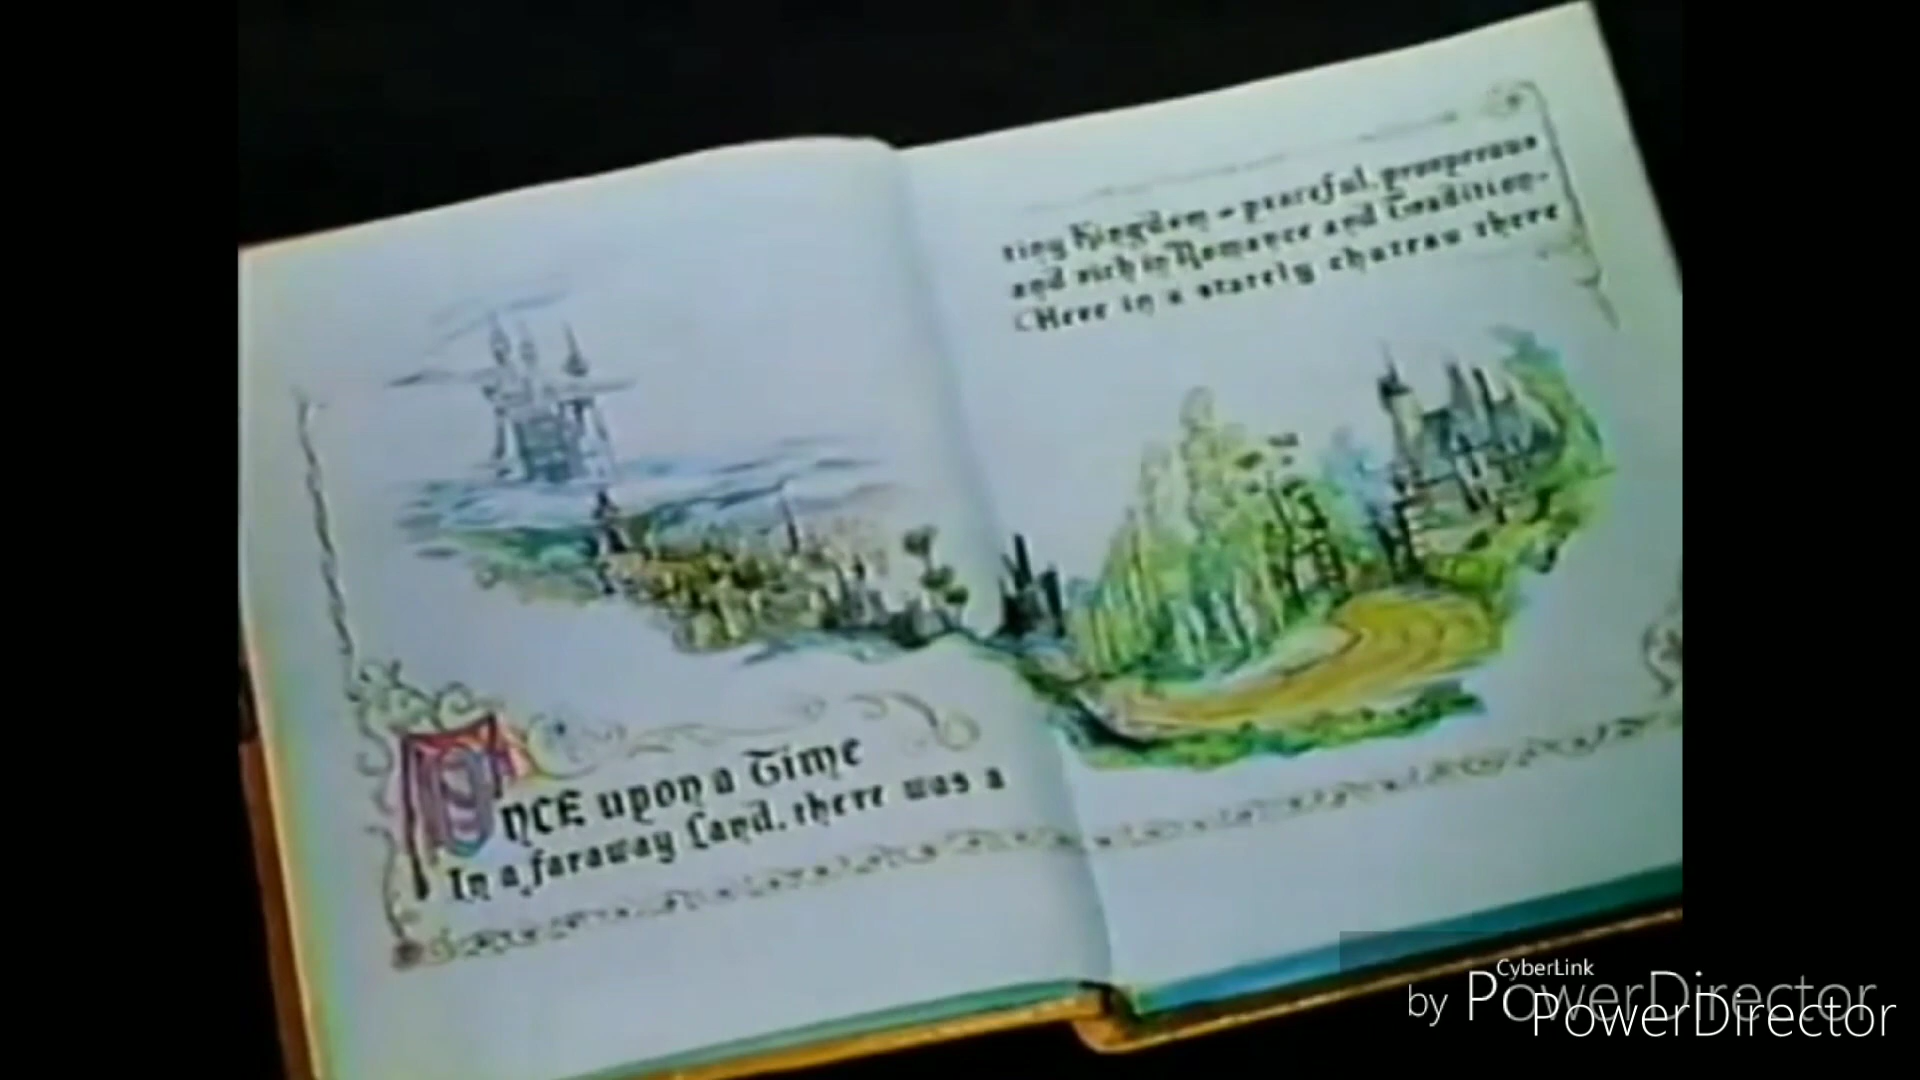 ONCE upon a Time
In a faraway Land, there was a
tiny Kingdom - peaceful, prosperous
and rich in Romance and Tradition-
Here in a stately chateau there
CyberLink
by PowerDirector
PowerDirector